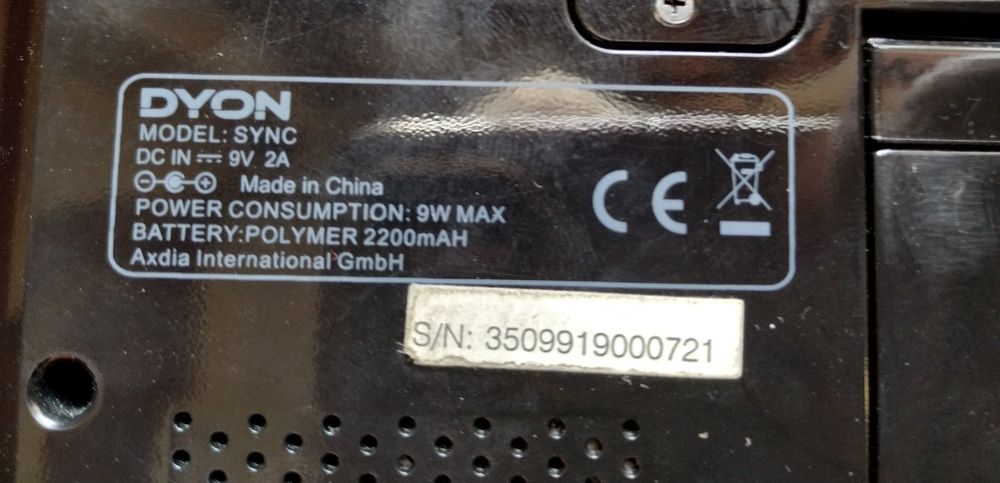 DYON
MODEL: SYNC
DC IN ⎓ 9V 2A
Made in China
POWER CONSUMPTION: 9W MAX
BATTERY:POLYMER 2200mAH
Axdia International GmbH
CE
S/N: 3509919000721